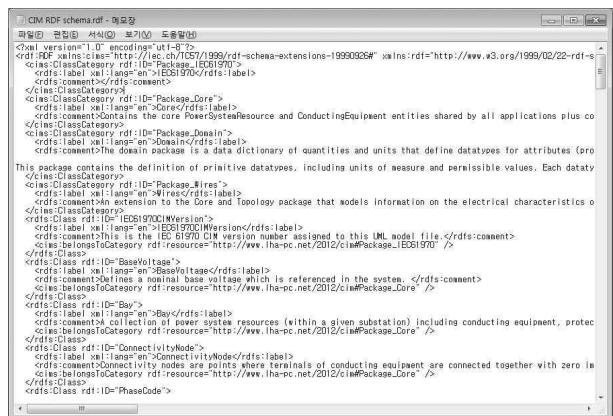 CIM RDF schema.rdf - 메모장
파일(F) 편집(E) 서식(O) 보기(V) 도움말(H)
<?xml version="1.0" encoding="utf-8"?>
<rdf:RDF xmlns:cims="http://iec.ch/TC57/1999/rdf-schema-extensions-19990926#" xmlns:rdf="http://www.w3.org/1999/02/22-rdf-s
<cims:ClassCategory rdf:ID="Package_IEC61970">
<rdfs:label xml:lang="en">IEC61970</rdfs:label>
<rdfs:comment></rdfs:comment>
</cims:ClassCategory>
<cims:ClassCategory rdf:ID="Package_Core">
<rdfs:label xml:lang="en">Core</rdfs:label>
<rdfs:comment>Contains the core PowerSystemResource and ConductingEquipment entities shared by all applications plus co
</cims:ClassCategory>
<cims:ClassCategory rdf:ID="Package_Domain">
<rdfs:label xml:lang="en">Domain</rdfs:label>
<rdfs:comment>The domain package is a data dictionary of quantities and units that define datatypes for attributes (pro
This package contains the definition of primitive datatypes, including units of measure and permissible values. Each dataty
</cims:ClassCategory>
<cims:ClassCategory rdf:ID="Package_Wires">
<rdfs:label xml:lang="en">Wires</rdfs:label>
<rdfs:comment>An extension to the Core and Topology package that models information on the electrical characteristics o
</cims:ClassCategory>
<rdfs:Class rdf:ID="IEC61970CIMVersion">
<rdfs:label xml:lang="en">IEC61970CIMVersion</rdfs:label>
<rdfs:comment>This is the IEC 61970 CIM version number assigned to this UML model file.</rdfs:comment>
<cims:belongsToCategory rdf:resource="http://www.lha-pc.net/2012/cim#Package_IEC61970" />
</rdfs:Class>
<rdfs:Class rdf:ID="BaseVoltage">
<rdfs:label xml:lang="en">BaseVoltage</rdfs:label>
<rdfs:comment>Defines a nominal base voltage which is referenced in the system. </rdfs:comment>
<cims:belongsToCategory rdf:resource="http://www.lha-pc.net/2012/cim#Package_Core" />
</rdfs:Class>
<rdfs:Class rdf:ID="Bay">
<rdfs:label xml:lang="en">Bay</rdfs:label>
<rdfs:comment>A collection of power system resources (within a given substation) including conducting equipment, protec
<cims:belongsToCategory rdf:resource="http://www.lha-pc.net/2012/cim#Package_Core" />
</rdfs:Class>
<rdfs:Class rdf:ID="ConnectivityNode">
<rdfs:label xml:lang="en">ConnectivityNode</rdfs:label>
<rdfs:comment>Connectivity nodes are points where terminals of conducting equipment are connected together with zero im
<cims:belongsToCategory rdf:resource="http://www.lha-pc.net/2012/cim#Package_Core" />
</rdfs:Class>
<rdfs:Class rdf:ID="PhaseCode">